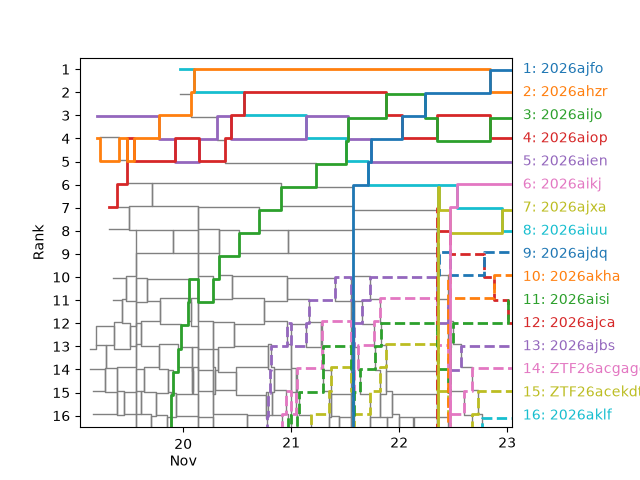 Rank
1
2
3
4
5
6
7
8
9
10
11
12
13
14
15
16
20
21
22
23
Nov
1: 2026ajfo
2: 2026ahzr
3: 2026aijo
4: 2026aiop
5: 2026aien
6: 2026aikj
7: 2026ajxa
8: 2026aiuu
9: 2026ajdq
10: 2026akha
11: 2026aisi
12: 2026ajca
13: 2026ajbs
14: ZTF26acgag
15: ZTF26acekdt
16: 2026aklf